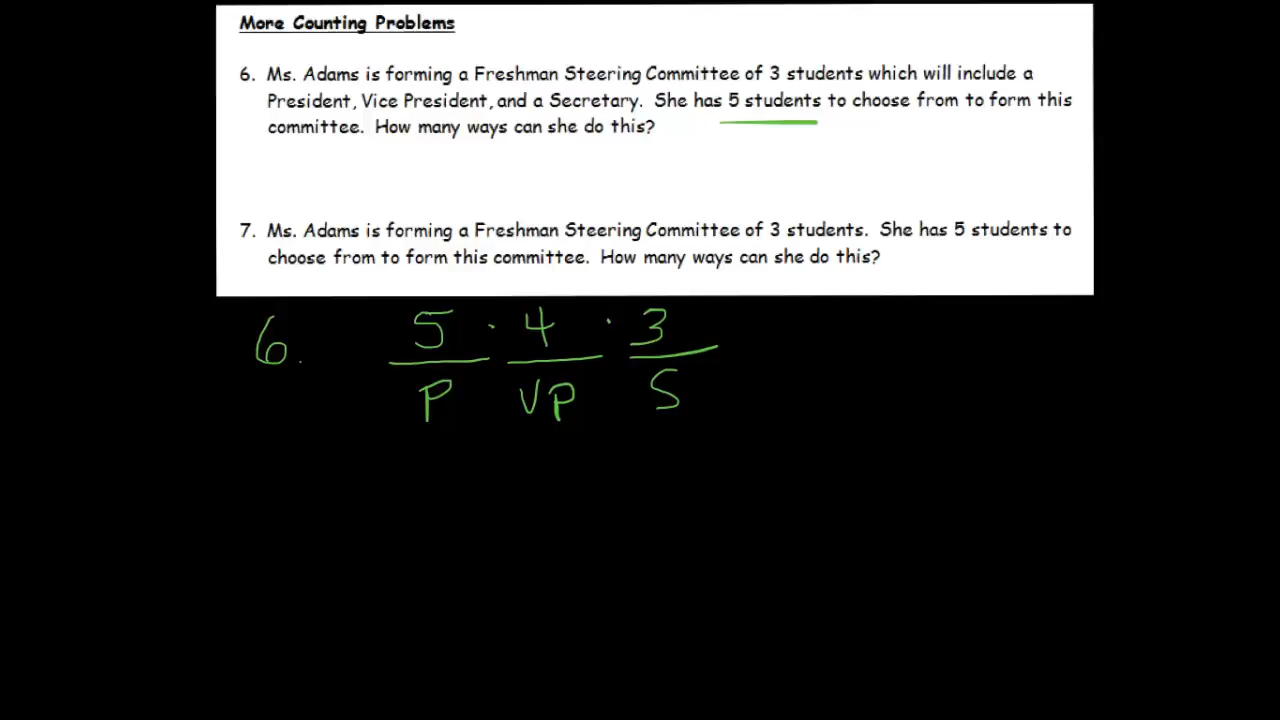 More Counting Problems
6. Ms. Adams is forming a Freshman Steering Committee of 3 students which will include a
President, Vice President, and a Secretary. She has 5 students to choose from to form this
committee. How many ways can she do this?
7. Ms. Adams is forming a Freshman Steering Committee of 3 students. She has 5 students to
choose from to form this committee. How many ways can she do this?
6. 5 · 4 · 3
P VP S